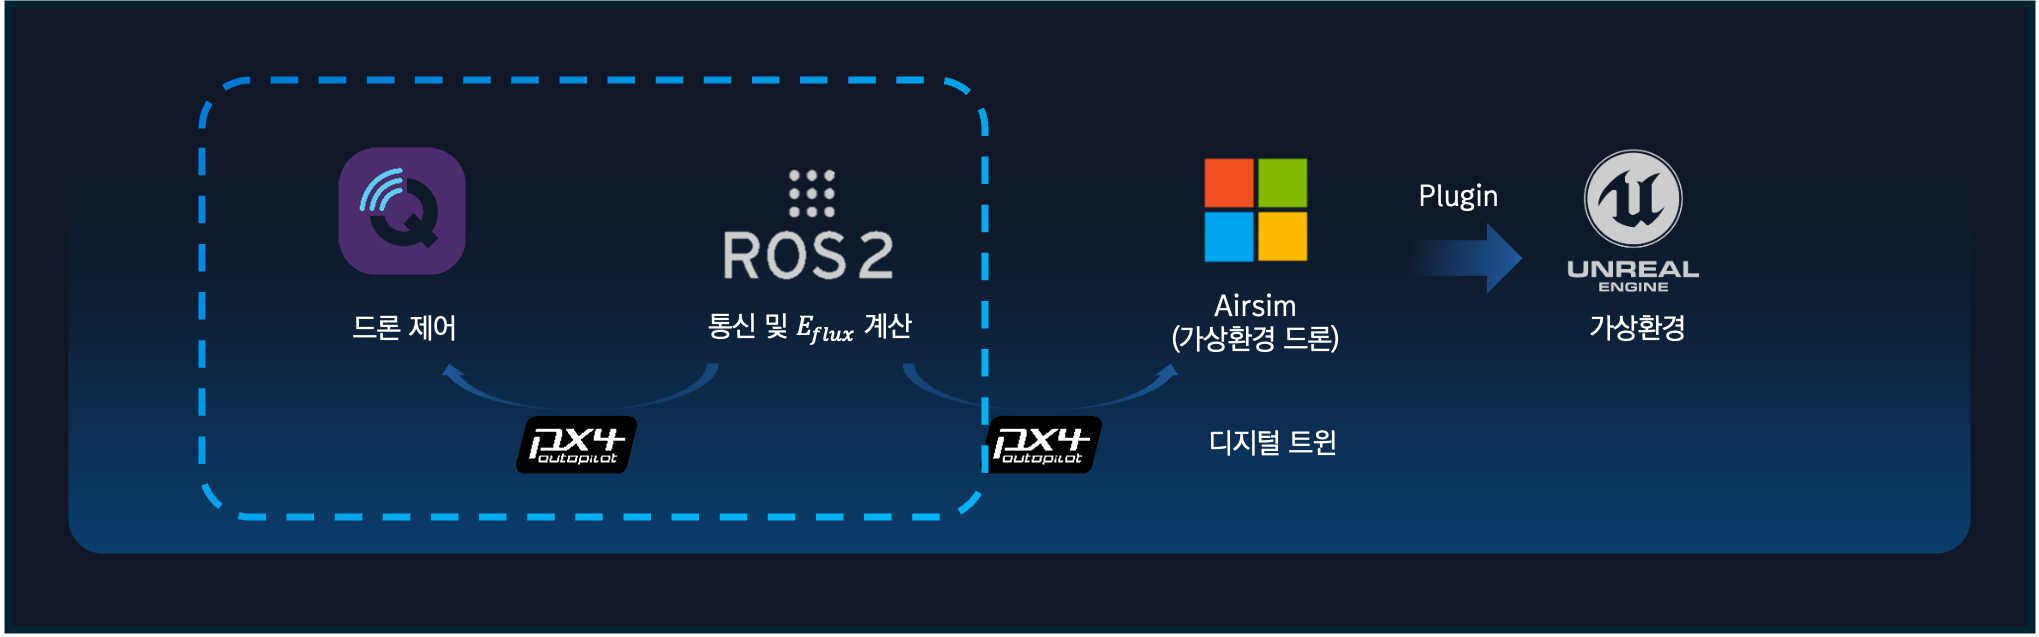 ROS 2
Plugin
UNREAL
ENGINE
드론 제어
통신 및 E_flux 계산
Airsim
(가상환경 드론)
가상환경
px4
autopilot
px4
autopilot
디지털 트윈